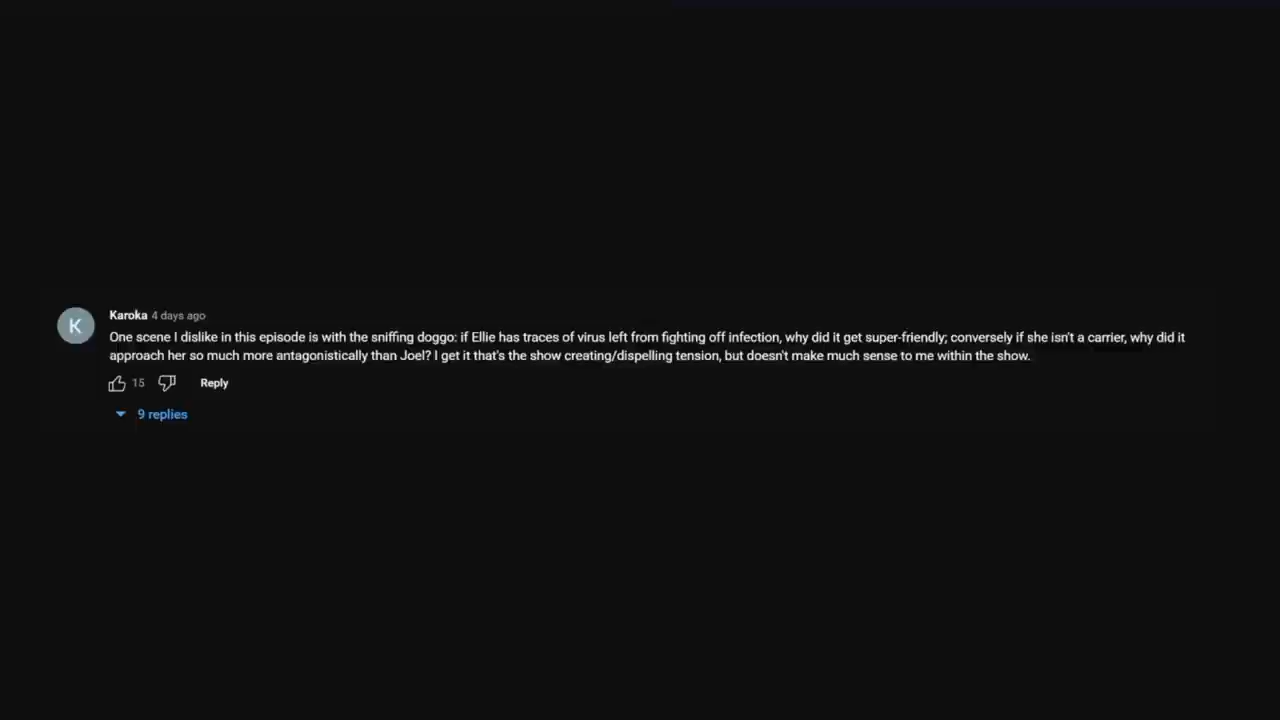 K
Karoka 4 days ago
One scene I dislike in this episode is with the sniffing doggo: if Ellie has traces of virus left from fighting off infection, why did it get super-friendly; conversely if she isn't a carrier, why did it
approach her so much more antagonistically than Joel? I get it that's the show creating/dispelling tension, but doesn't make much sense to me within the show.
15 Reply
9 replies